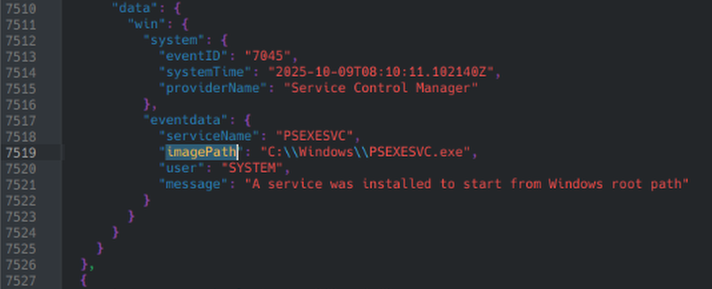 7510 "data": {
7511 "win": {
7512 "system": {
7513 "eventID": "7045",
7514 "systemTime": "2025-10-09T08:10:11.102140Z",
7515 "providerName": "Service Control Manager"
7516 },
7517 "eventdata": {
7518 "serviceName": "PSEXESVC",
7519 "imagePath": "C:\\Windows\\PSEXESVC.exe",
7520 "user": "SYSTEM",
7521 "message": "A service was installed to start from Windows root path"
7522 }
7523 }
7524 }
7525 }
7526 },
7527 {